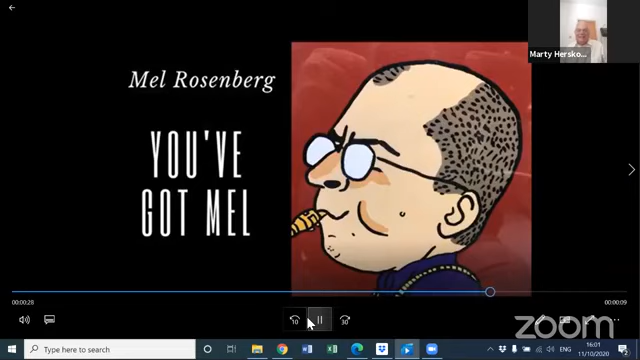 Marty Hersko...
Mel Rosenberg
YOU'VE
GOT MEL
00:00:28
00:00:09
10
30
zoom
Type here to search
ENG
16:01
11/10/2020